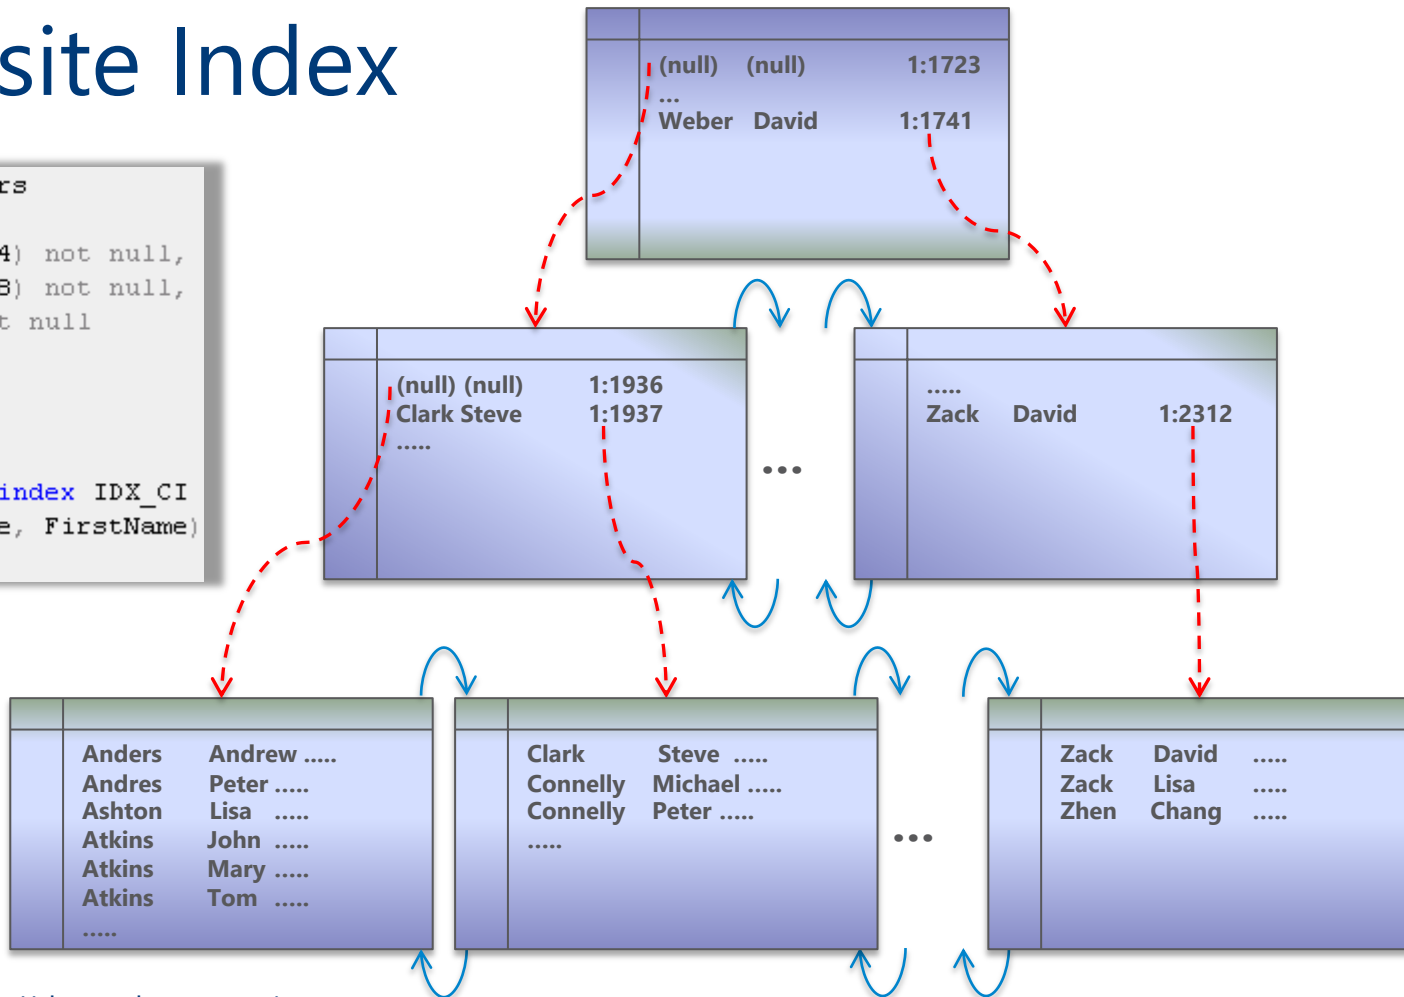 site Index
rs
4) not null,
8) not null,
t null
index IDX_CI
e, FirstName)
(null) (null) 1:1723
...
Weber David 1:1741
(null) (null) 1:1936
Clark Steve 1:1937
.....
...
.....
Zack David 1:2312
Anders Andrew .....
Andres Peter .....
Ashton Lisa .....
Atkins John .....
Atkins Mary .....
Atkins Tom .....
.....
Clark Steve .....
Connelly Michael .....
Connelly Peter .....
.....
...
Zack David .....
Zack Lisa .....
Zhen Chang .....